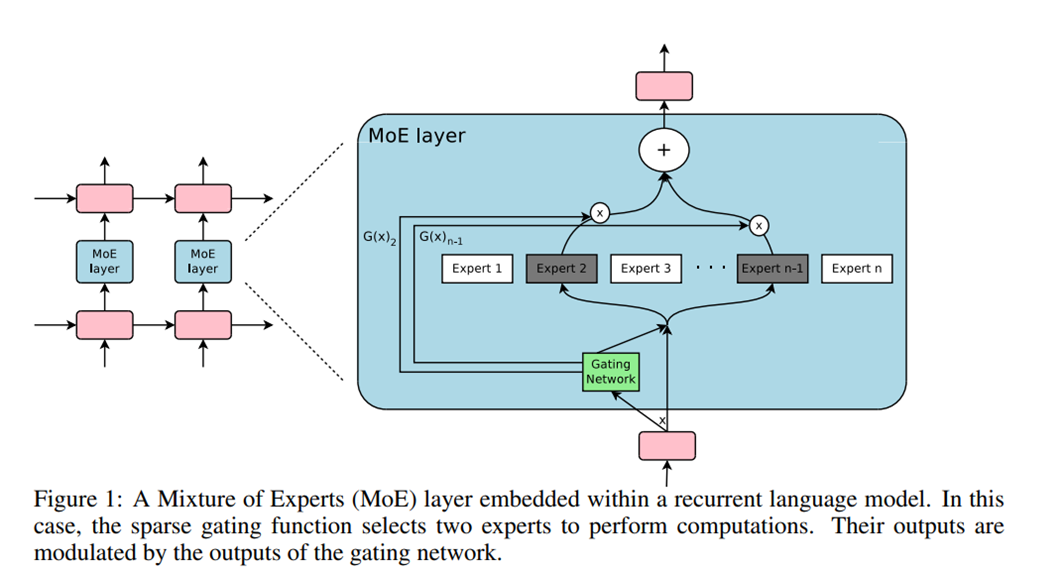 MoE layer
+
x
x
G(x)2
G(x)n-1
MoE
layer
MoE
layer
Expert 1
Expert 2
Expert 3
. . .
Expert n-1
Expert n
Gating
Network
x
Figure 1: A Mixture of Experts (MoE) layer embedded within a recurrent language model. In this
case, the sparse gating function selects two experts to perform computations. Their outputs are
modulated by the outputs of the gating network.